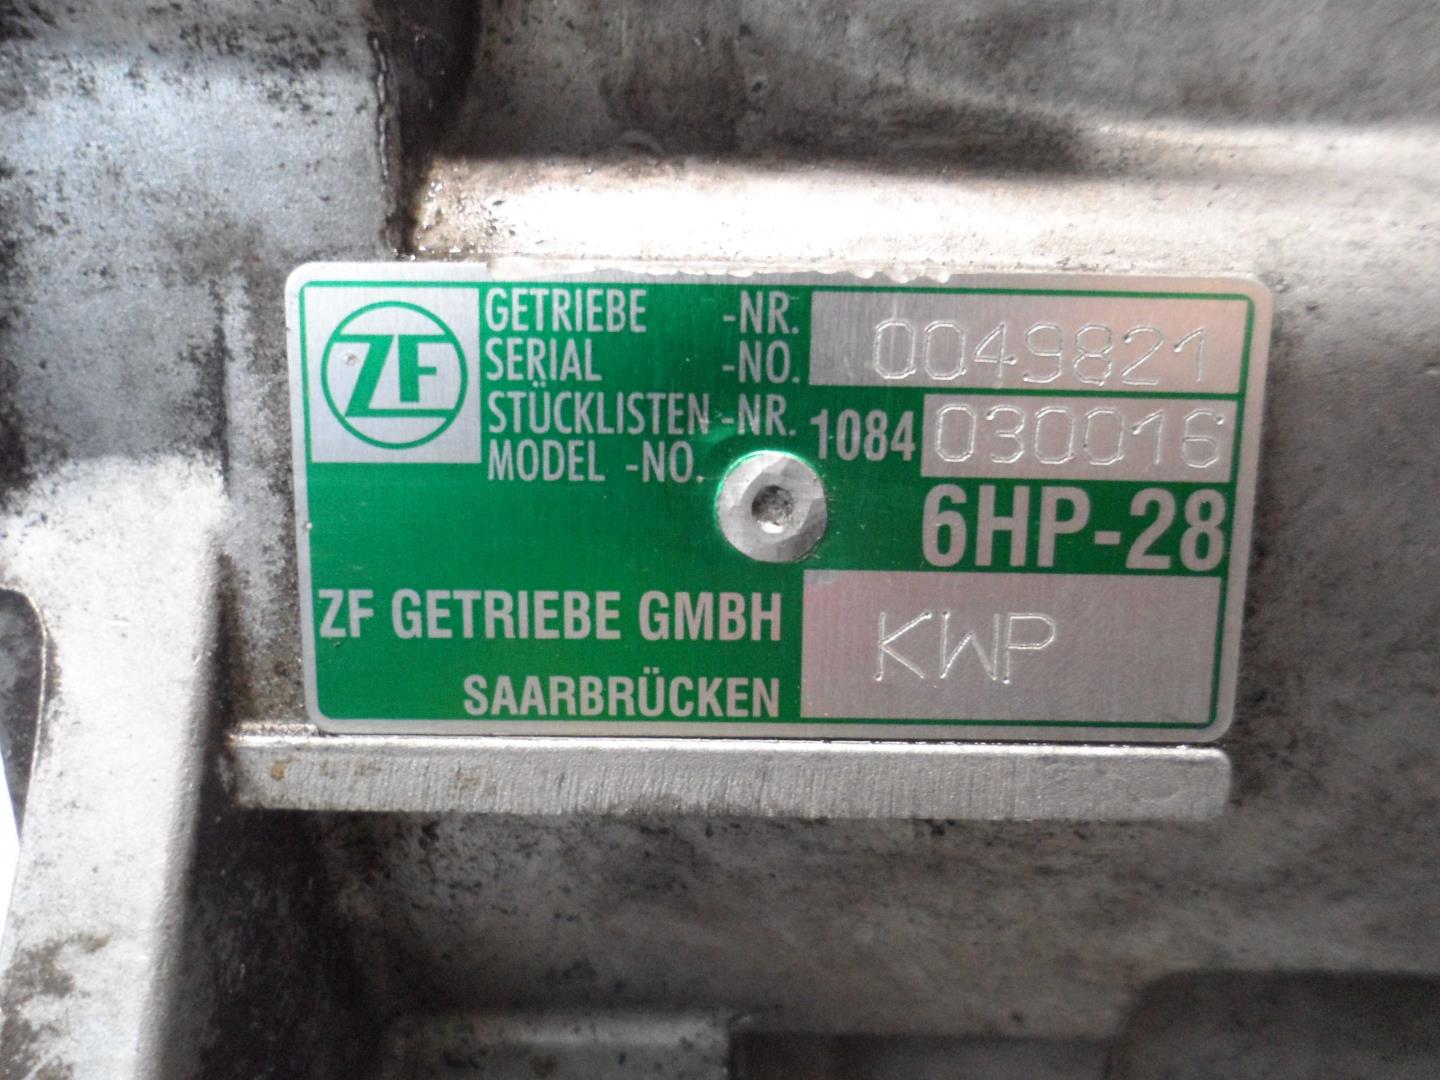 ZF
GETRIEBE -NR. 0049821
SERIAL -NO.
STÜCKLISTEN -NR. 1084 030016
MODEL -NO.
6HP-28
ZF GETRIEBE GMBH KWP
SAARBRÜCKEN